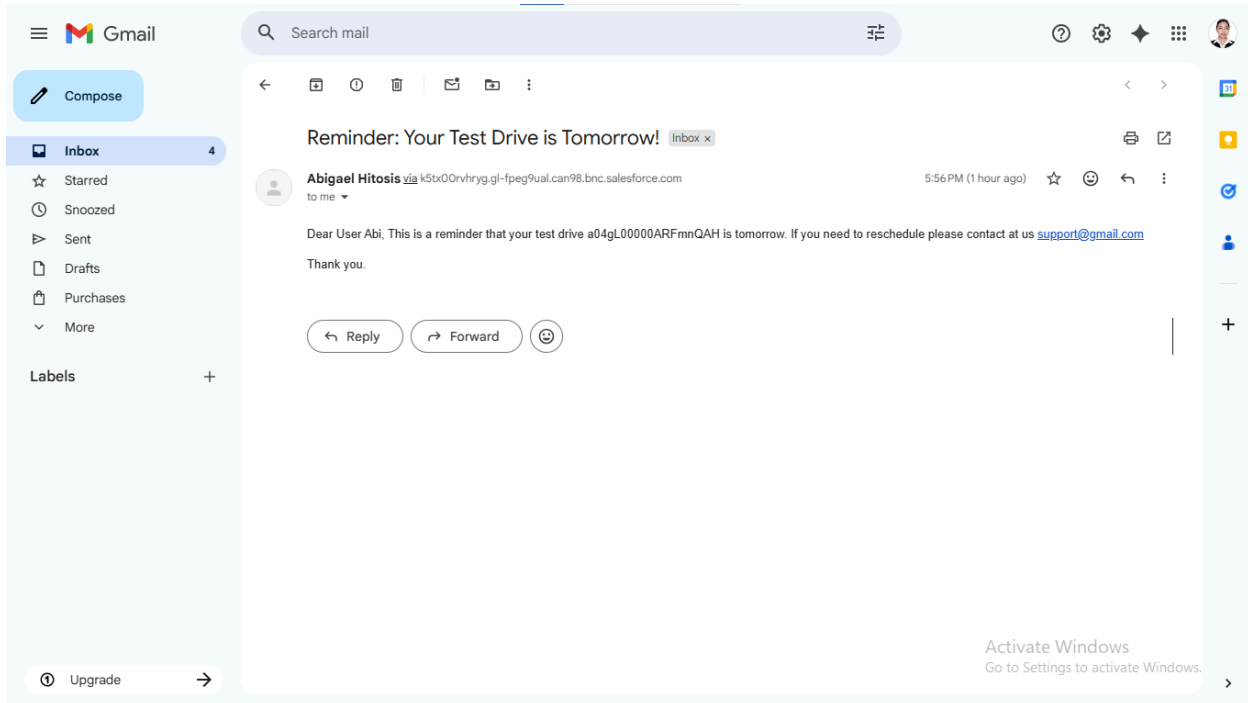 Gmail
Search mail
Compose
Inbox 4
Starred
Snoozed
Sent
Drafts
Purchases
More
Labels
Upgrade
Reminder: Your Test Drive is Tomorrow! Inbox x
Abigael Hitosis via k5tx00rvhryg.gl-fpeg9ual.can98.bnc.salesforce.com 5:56 PM (1 hour ago)
to me
Dear User Abi, This is a reminder that your test drive a04gL00000ARFmnQAH is tomorrow. If you need to reschedule please contact at us support@gmail.com
Thank you.
Reply Forward
31
Activate Windows
Go to Settings to activate Windows.